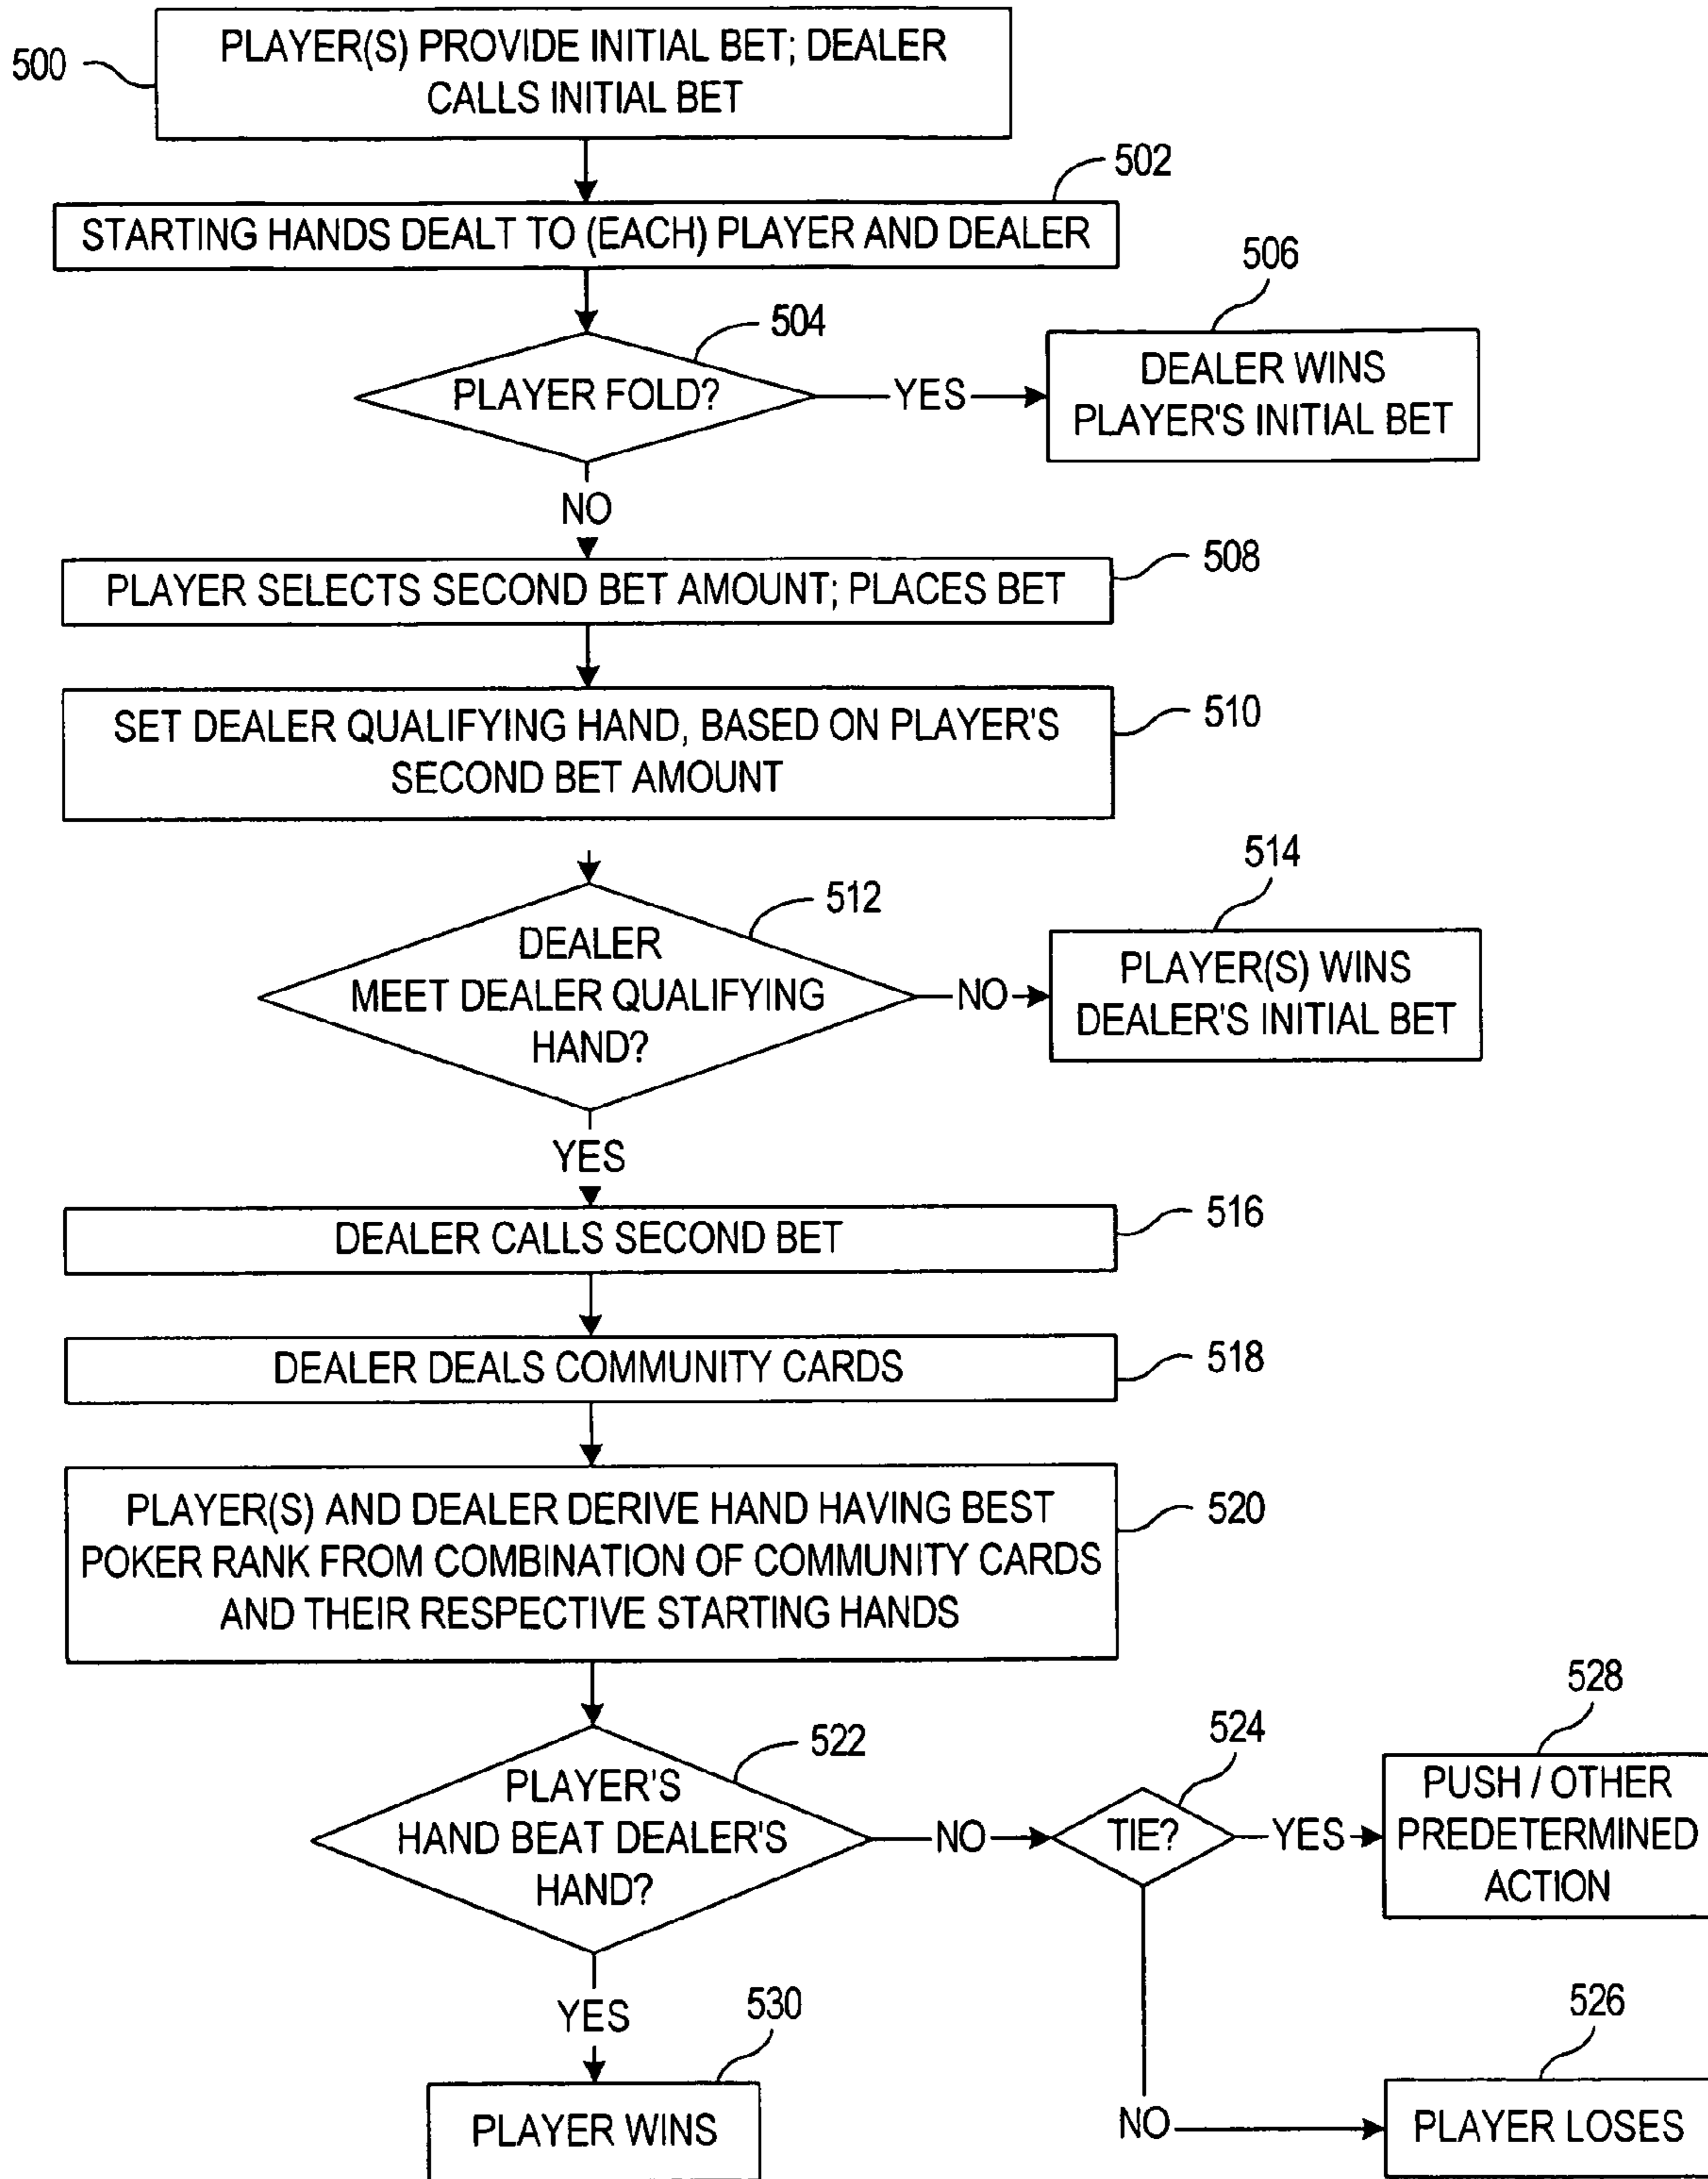 500
PLAYER(S) PROVIDE INITIAL BET; DEALER
CALLS INITIAL BET
502
STARTING HANDS DEALT TO (EACH) PLAYER AND DEALER
504
PLAYER FOLD?
YES
506
DEALER WINS
PLAYER'S INITIAL BET
NO
508
PLAYER SELECTS SECOND BET AMOUNT; PLACES BET
510
SET DEALER QUALIFYING HAND, BASED ON PLAYER'S
SECOND BET AMOUNT
512
DEALER
MEET DEALER QUALIFYING
HAND?
NO
514
PLAYER(S) WINS
DEALER'S INITIAL BET
YES
516
DEALER CALLS SECOND BET
518
DEALER DEALS COMMUNITY CARDS
520
PLAYER(S) AND DEALER DERIVE HAND HAVING BEST
POKER RANK FROM COMBINATION OF COMMUNITY CARDS
AND THEIR RESPECTIVE STARTING HANDS
522
PLAYER'S
HAND BEAT DEALER'S
HAND?
NO
524
TIE?
YES
528
PUSH / OTHER
PREDETERMINED
ACTION
YES
530
PLAYER WINS
NO
526
PLAYER LOSES